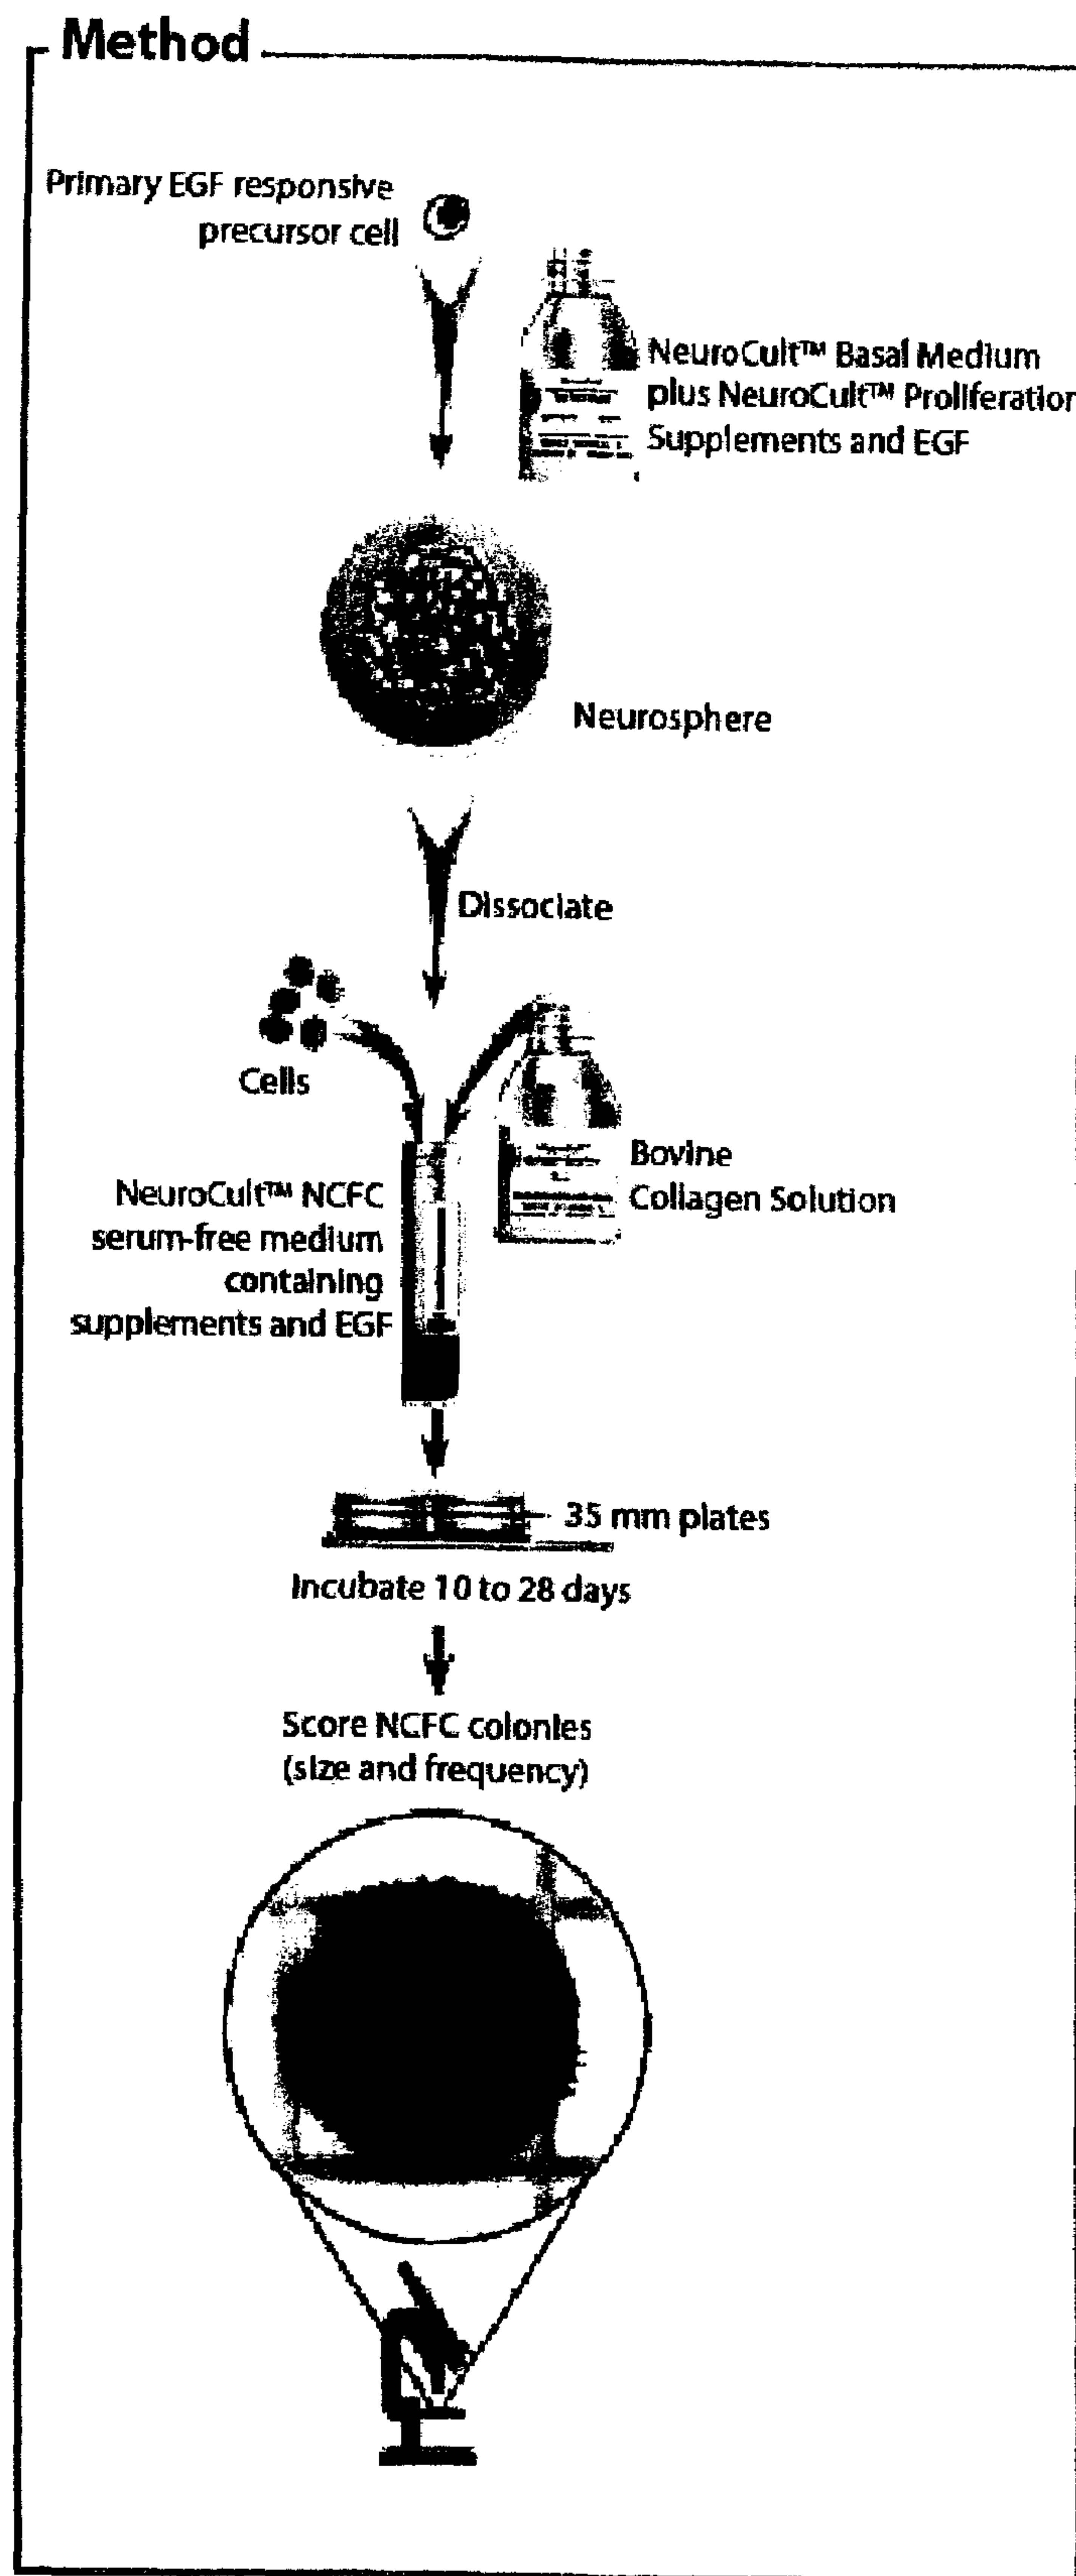 Method
Primary EGF responsive
precursor cell
NeuroCult™ Basal Medium
plus NeuroCult™ Proliferation
Supplements and EGF
Neurosphere
Dissociate
Cells
Bovine
Collagen Solution
NeuroCult™ NCFC
serum-free medium
containing
supplements and EGF
35 mm plates
Incubate 10 to 28 days
Score NCFC colonies
(size and frequency)